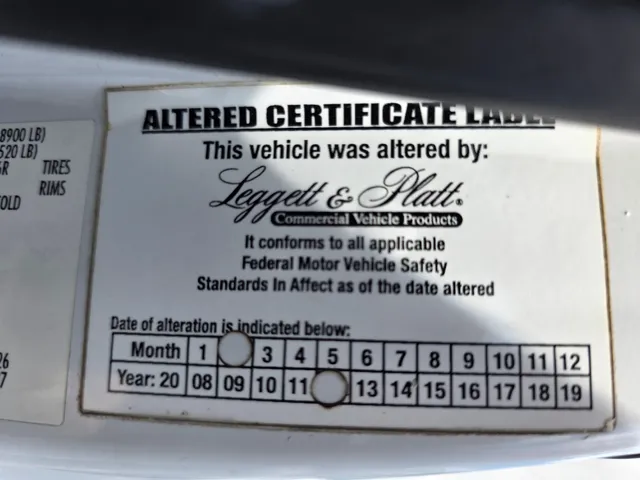 8900 LB)
520 LB)
TIRES
RIMS
OLD
26
7
ALTERED CERTIFICATE LABEL
This vehicle was altered by:
Leggett & Platt®
Commercial Vehicle Products
It conforms to all applicable
Federal Motor Vehicle Safety
Standards In Affect as of the date altered
Date of alteration is indicated below:
Month 1 3 4 5 6 7 8 9 10 11 12
Year: 20 08 09 10 11 13 14 15 16 17 18 19